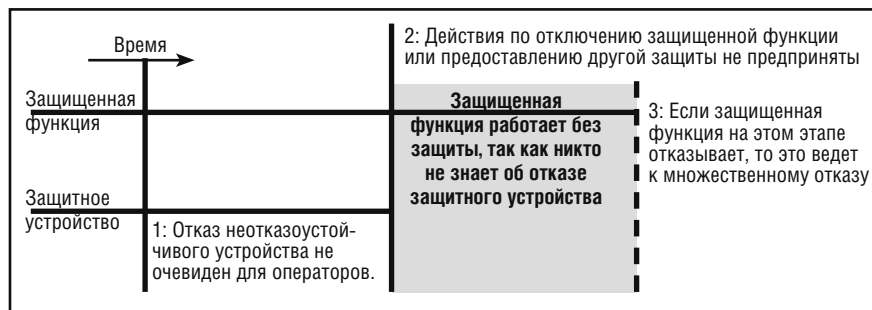 Время
2: Действия по отключению защищенной функции
или предоставлению другой защиты не предприняты
Защищенная
функция
Защищенная
функция работает без
защиты, так как никто
не знает об отказе
защитного устройства
3: Если защищенная
функция на этом этапе
отказывает, то это ведет
к множественному отказу
Защитное
устройство
1: Отказ неотказоустой-
чивого устройства не
очевиден для операторов.